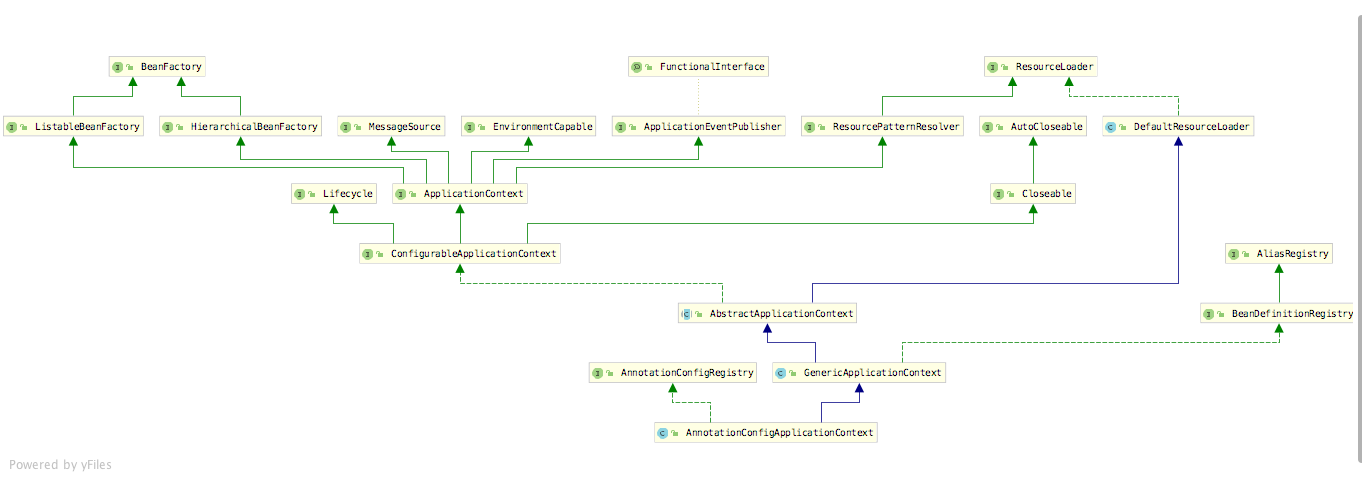 BeanFactory
FunctionalInterface
ResourceLoader
ListableBeanFactory
HierarchicalBeanFactory
MessageSource
EnvironmentCapable
ApplicationEventPublisher
ResourcePatternResolver
AutoCloseable
DefaultResourceLoader
Lifecycle
ApplicationContext
Closeable
ConfigurableApplicationContext
AliasRegistry
AbstractApplicationContext
BeanDefinitionRegistry
AnnotationConfigRegistry
GenericApplicationContext
AnnotationConfigApplicationContext
Powered by yFiles